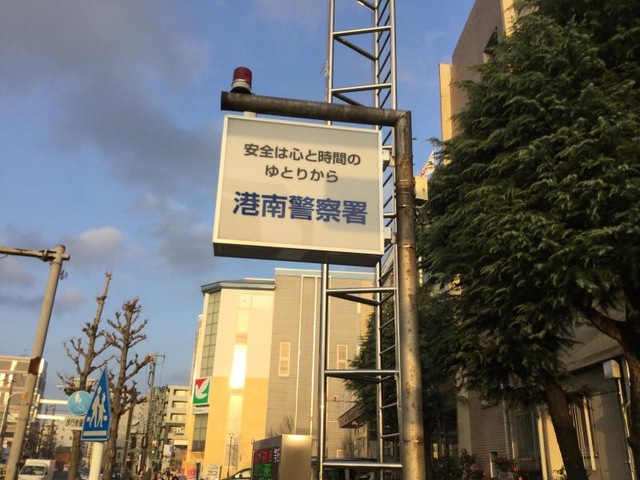 安全は心と時間の
ゆとりから
港南警察署